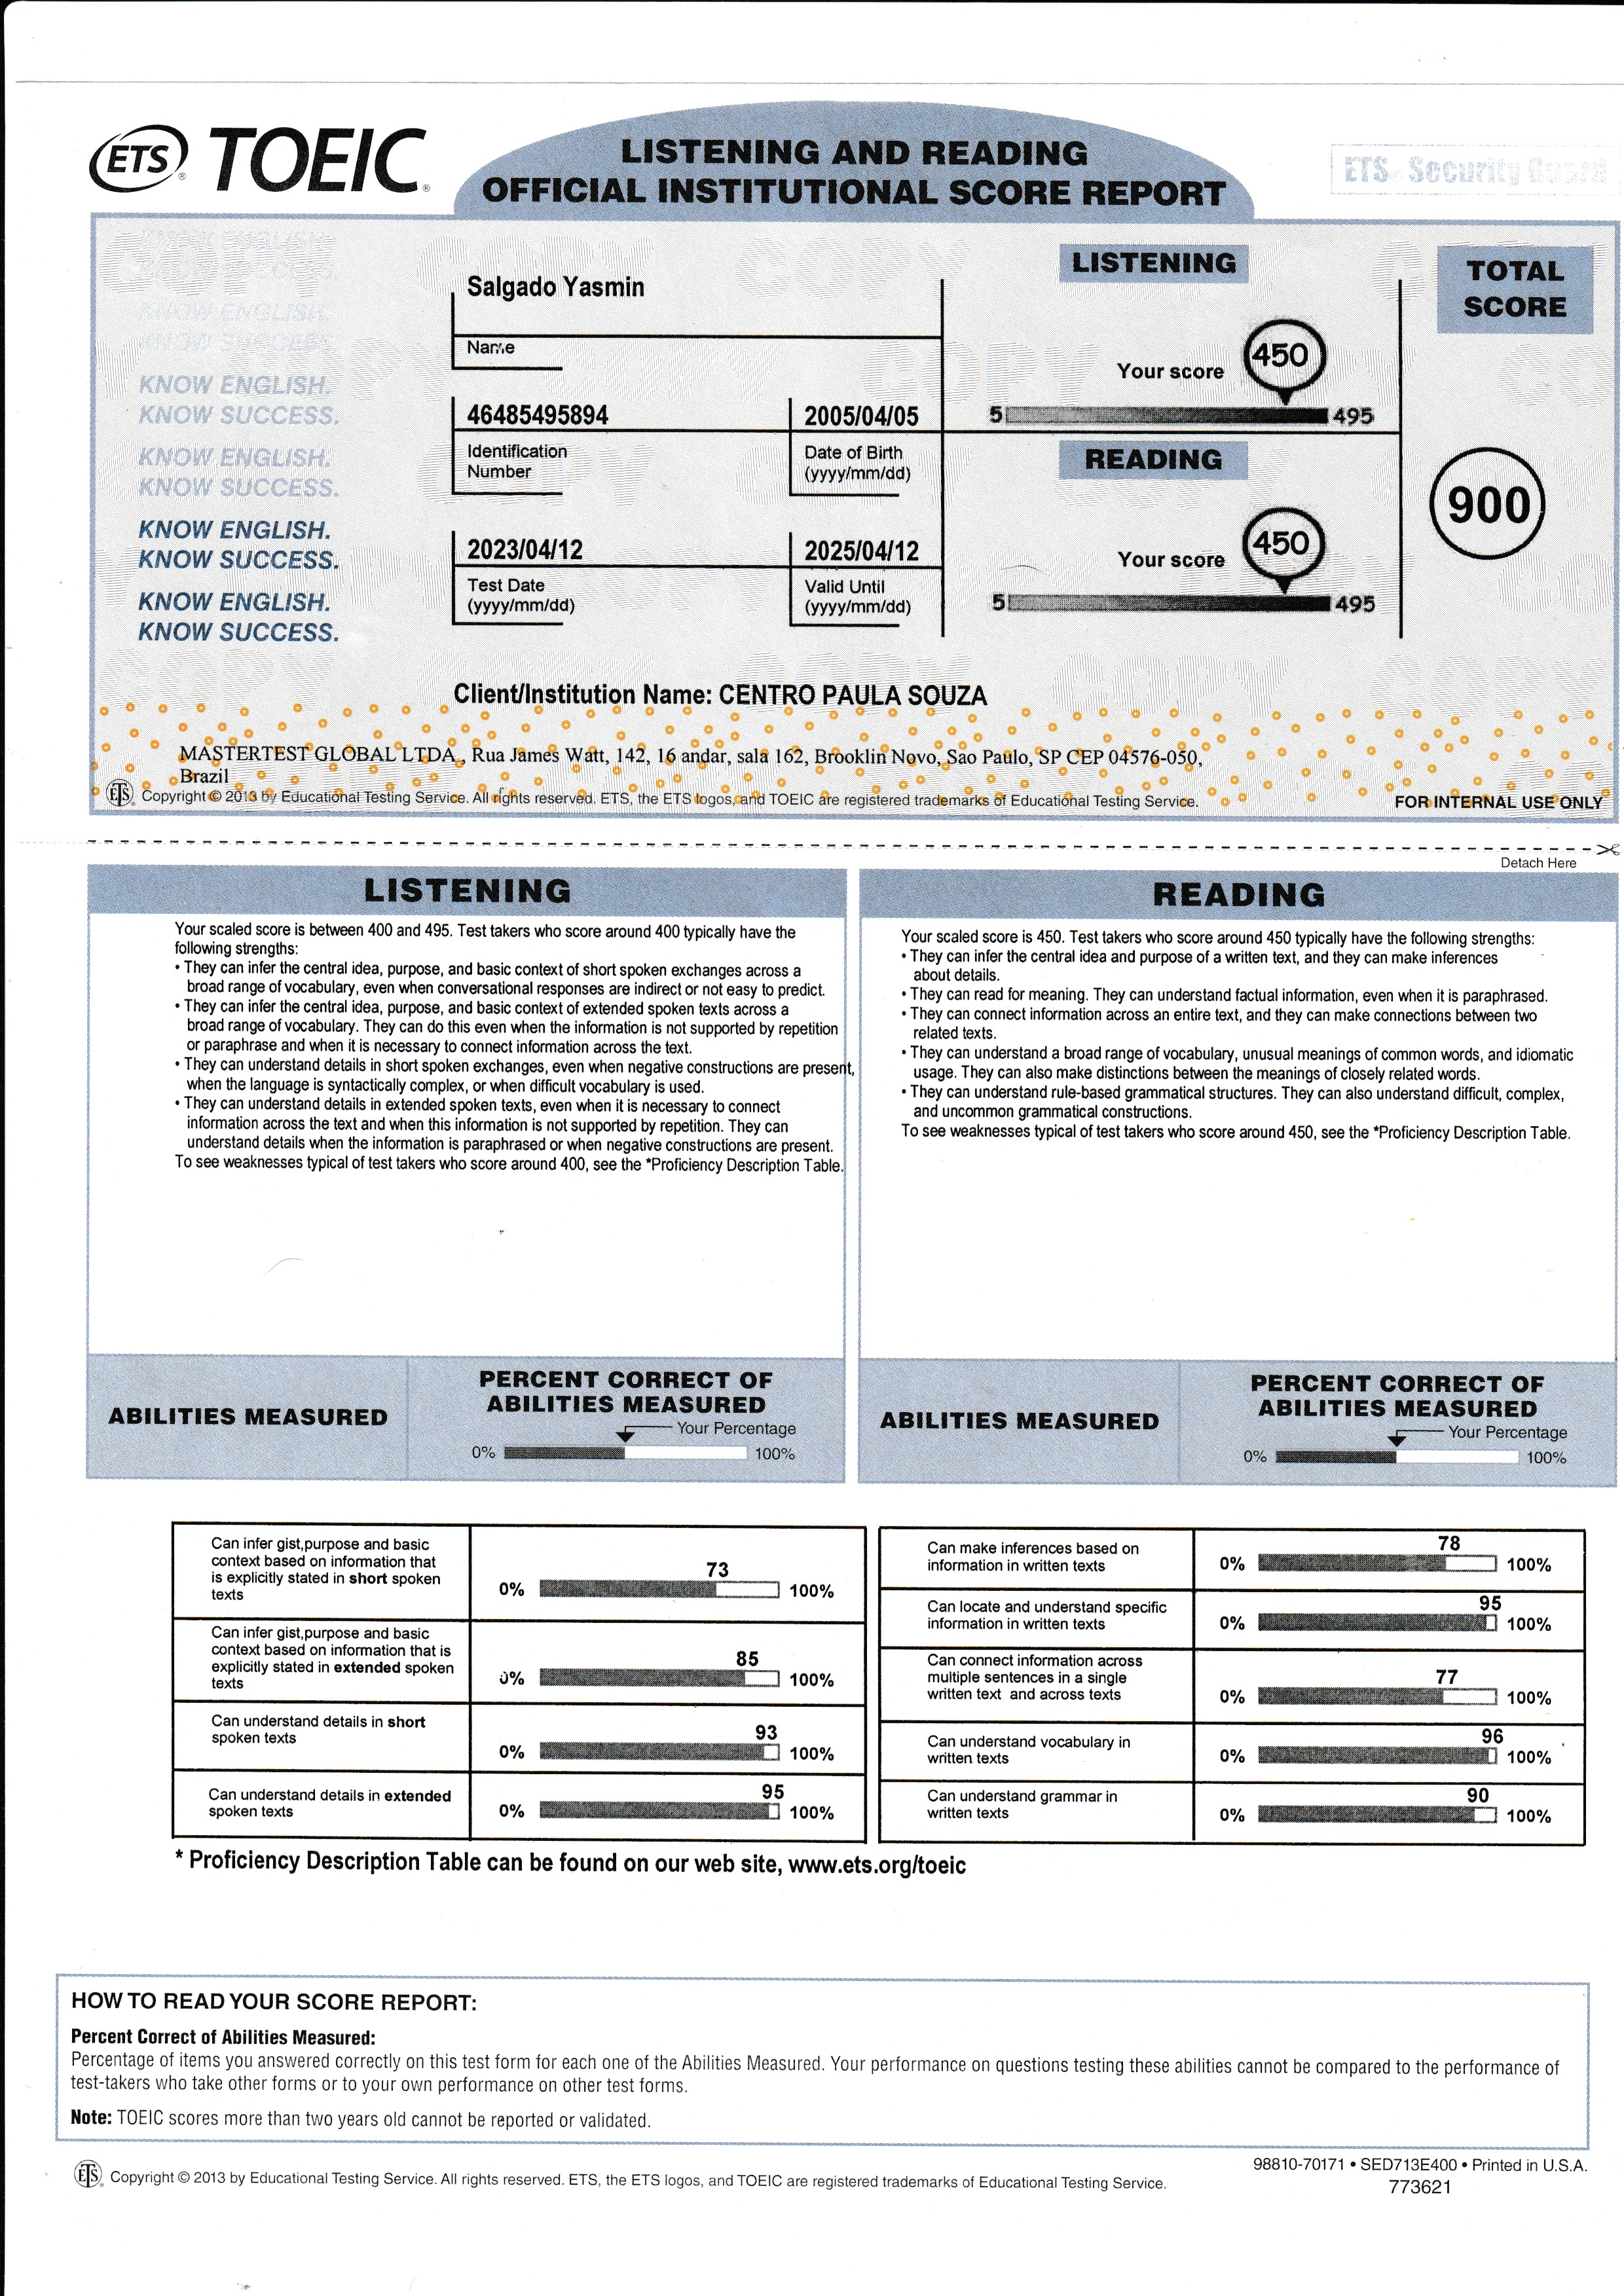 ETS® TOEIC®
LISTENING AND READING
OFFICIAL INSTITUTIONAL SCORE REPORT
ETS Security Guard
KNOW ENGLISH.
KNOW SUCCESS.
KNOW ENGLISH.
KNOW SUCCESS.
KNOW ENGLISH.
KNOW SUCCESS.
KNOW ENGLISH.
KNOW SUCCESS.
KNOW ENGLISH.
KNOW SUCCESS.
KNOW ENGLISH.
KNOW SUCCESS.
Salgado Yasmin
Name
46485495894
Identification
Number
2005/04/05
Date of Birth
(yyyy/mm/dd)
2023/04/12
Test Date
(yyyy/mm/dd)
2025/04/12
Valid Until
(yyyy/mm/dd)
LISTENING
Your score 450
5 495
READING
Your score 450
5 495
TOTAL
SCORE
900
Client/Institution Name: CENTRO PAULA SOUZA
MASTERTEST GLOBAL LTDA , Rua James Watt, 142, 16 andar, sala 162, Brooklin Novo, Sao Paulo, SP CEP 04576-050,
Brazil
ETS® Copyright © 2013 by Educational Testing Service. All rights reserved. ETS, the ETS logos, and TOEIC are registered trademarks of Educational Testing Service.
FOR INTERNAL USE ONLY
Detach Here
LISTENING
Your scaled score is between 400 and 495. Test takers who score around 400 typically have the
following strengths:
• They can infer the central idea, purpose, and basic context of short spoken exchanges across a
broad range of vocabulary, even when conversational responses are indirect or not easy to predict.
• They can infer the central idea, purpose, and basic context of extended spoken texts across a
broad range of vocabulary. They can do this even when the information is not supported by repetition
or paraphrase and when it is necessary to connect information across the text.
• They can understand details in short spoken exchanges, even when negative constructions are present,
when the language is syntactically complex, or when difficult vocabulary is used.
• They can understand details in extended spoken texts, even when it is necessary to connect
information across the text and when this information is not supported by repetition. They can
understand details when the information is paraphrased or when negative constructions are present.
To see weaknesses typical of test takers who score around 400, see the *Proficiency Description Table.
READING
Your scaled score is 450. Test takers who score around 450 typically have the following strengths:
• They can infer the central idea and purpose of a written text, and they can make inferences
about details.
• They can read for meaning. They can understand factual information, even when it is paraphrased.
• They can connect information across an entire text, and they can make connections between two
related texts.
• They can understand a broad range of vocabulary, unusual meanings of common words, and idiomatic
usage. They can also make distinctions between the meanings of closely related words.
• They can understand rule-based grammatical structures. They can also understand difficult, complex,
and uncommon grammatical constructions.
To see weaknesses typical of test takers who score around 450, see the *Proficiency Description Table.
ABILITIES MEASURED
PERCENT CORRECT OF
ABILITIES MEASURED
Your Percentage
0% 100%
ABILITIES MEASURED
PERCENT CORRECT OF
ABILITIES MEASURED
Your Percentage
0% 100%
Can infer gist,purpose and basic
context based on information that
is explicitly stated in short spoken
texts
73
0% 100%
Can infer gist,purpose and basic
context based on information that is
explicitly stated in extended spoken
texts
85
0% 100%
Can understand details in short
spoken texts
93
0% 100%
Can understand details in extended
spoken texts
95
0% 100%
Can make inferences based on
information in written texts
78
0% 100%
Can locate and understand specific
information in written texts
95
0% 100%
Can connect information across
multiple sentences in a single
written text and across texts
77
0% 100%
Can understand vocabulary in
written texts
96
0% 100%
Can understand grammar in
written texts
90
0% 100%
* Proficiency Description Table can be found on our web site, www.ets.org/toeic
HOW TO READ YOUR SCORE REPORT:
Percent Correct of Abilities Measured:
Percentage of items you answered correctly on this test form for each one of the Abilities Measured. Your performance on questions testing these abilities cannot be compared to the performance of
test-takers who take other forms or to your own performance on other test forms.
Note: TOEIC scores more than two years old cannot be reported or validated.
ETS® Copyright © 2013 by Educational Testing Service. All rights reserved. ETS, the ETS logos, and TOEIC are registered trademarks of Educational Testing Service.
98810-70171 • SED713E400 • Printed in U.S.A.
773621